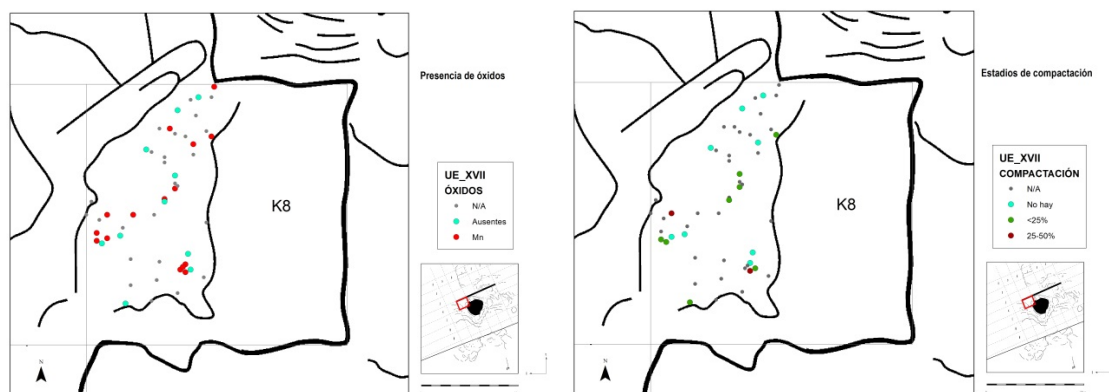 Presencia de óxidos
K8
UE_XVII
ÓXIDOS
N/A
Ausentes
Mn
N
Estadios de compactación
K8
UE_XVII
COMPACTACIÓN
N/A
No hay
<25%
25-50%
N